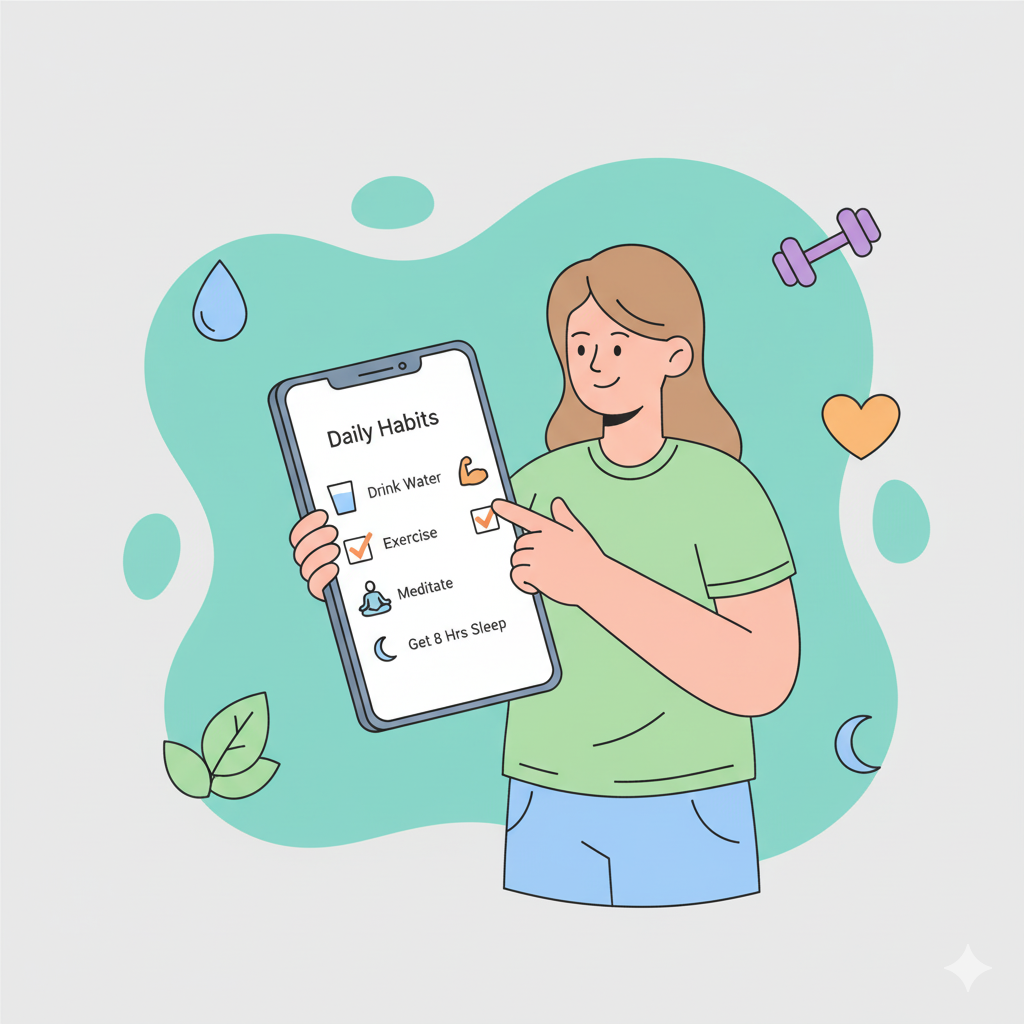 Daily Habits
Drink Water
Exercise
Meditate
Get 8 Hrs Sleep